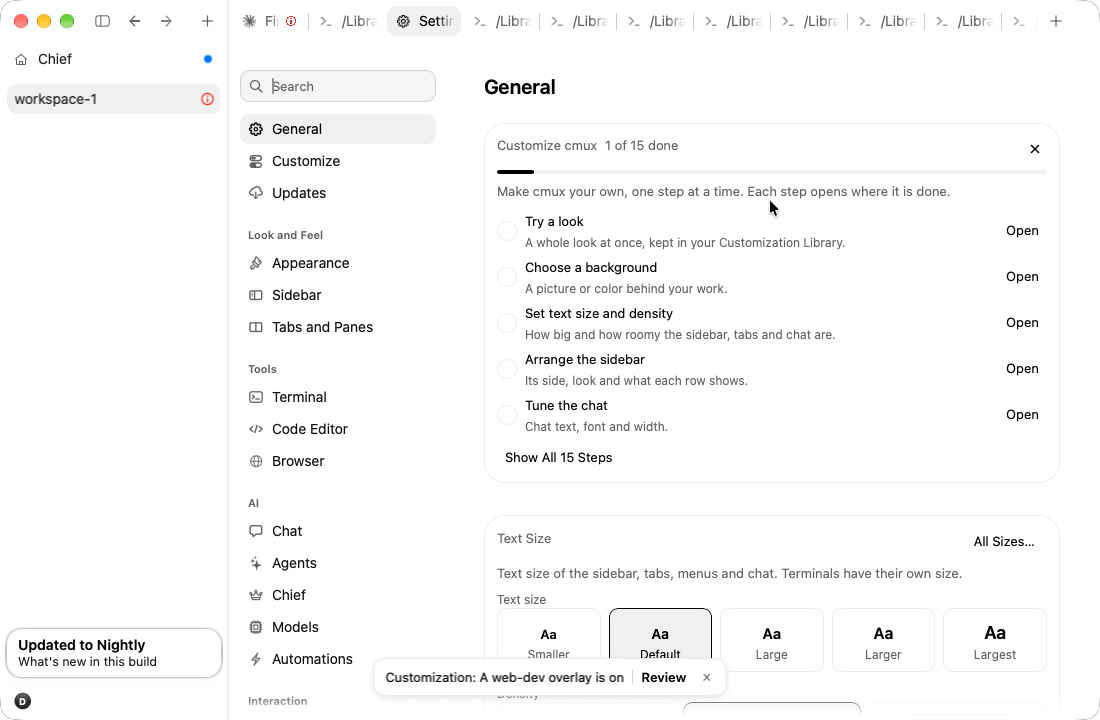 Fi
/Libra
Settir
/Libra
/Libra
/Libra
/Libra
/Libra
/Libra
/Libra
Chief
workspace-1
Search
General
Customize
Updates
Look and Feel
Appearance
Sidebar
Tabs and Panes
Tools
Terminal
Code Editor
Browser
AI
Chat
Agents
Chief
Models
Automations
Interaction
Updated to Nightly
What's new in this build
D
General
Customize cmux 1 of 15 done
Make cmux your own, one step at a time. Each step opens where it is done.
Try a look
A whole look at once, kept in your Customization Library.
Open
Choose a background
A picture or color behind your work.
Open
Set text size and density
How big and how roomy the sidebar, tabs and chat are.
Open
Arrange the sidebar
Its side, look and what each row shows.
Open
Tune the chat
Chat text, font and width.
Open
Show All 15 Steps
Text Size
All Sizes...
Text size of the sidebar, tabs, menus and chat. Terminals have their own size.
Text size
Aa
Smaller
Aa
Default
Aa
Large
Aa
Larger
Aa
Largest
Density
Customization: A web-dev overlay is on
Review